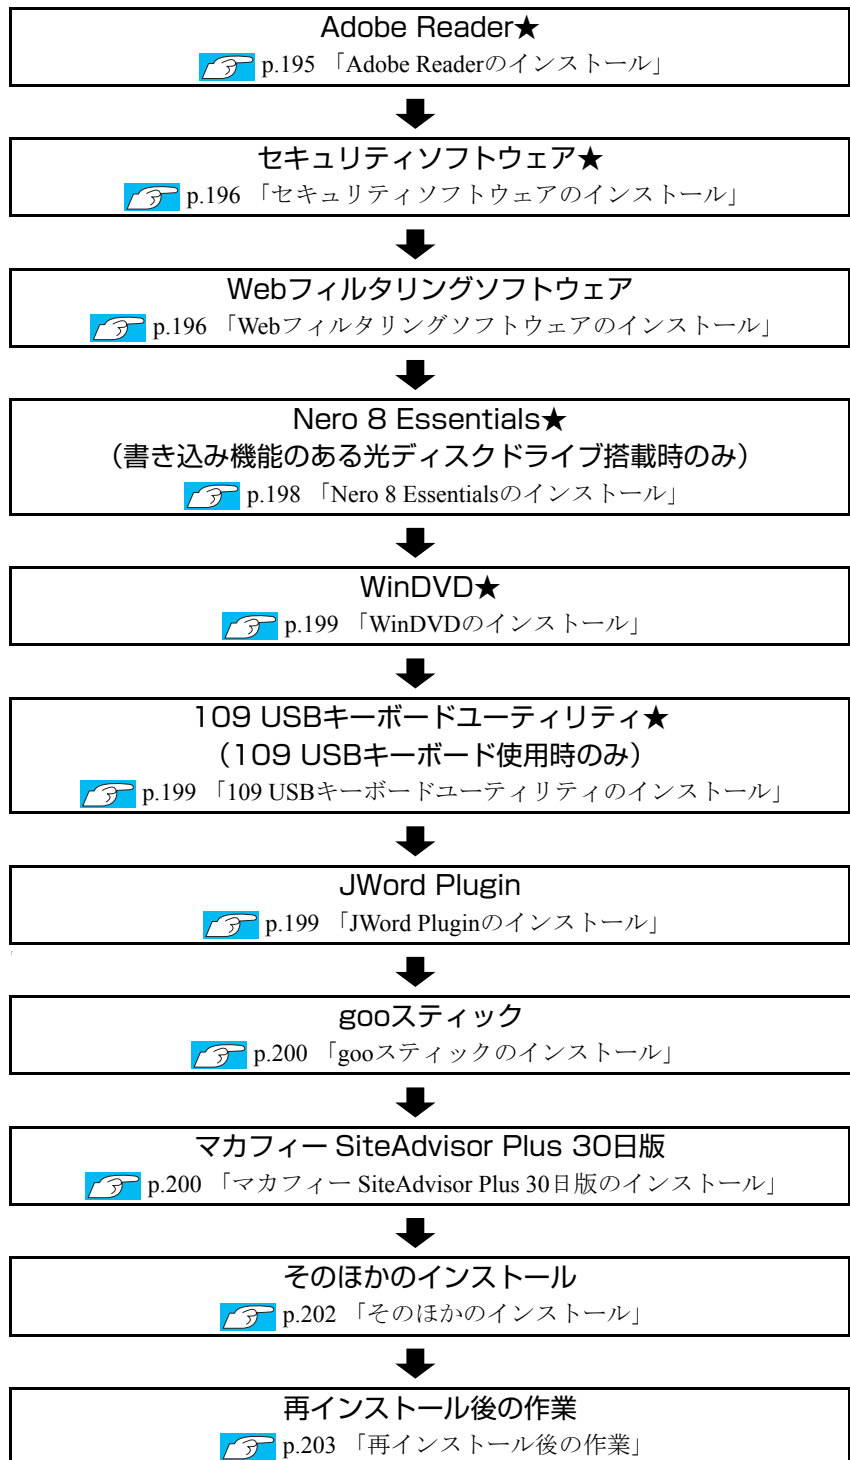 Adobe Reader★
p.195 「Adobe Readerのインストール」
セキュリティソフトウェア★
p.196 「セキュリティソフトウェアのインストール」
Webフィルタリングソフトウェア
p.196 「Webフィルタリングソフトウェアのインストール」
Nero 8 Essentials★
（書き込み機能のある光ディスクドライブ搭載時のみ）
p.198 「Nero 8 Essentialsのインストール」
WinDVD★
p.199 「WinDVDのインストール」
109 USBキーボードユーティリティ★
（109 USBキーボード使用時のみ）
p.199 「109 USBキーボードユーティリティのインストール」
JWord Plugin
p.199 「JWord Pluginのインストール」
gooスティック
p.200 「gooスティックのインストール」
マカフィー SiteAdvisor Plus 30日版
p.200 「マカフィー SiteAdvisor Plus 30日版のインストール」
そのほかのインストール
p.202 「そのほかのインストール」
再インストール後の作業
p.203 「再インストール後の作業」